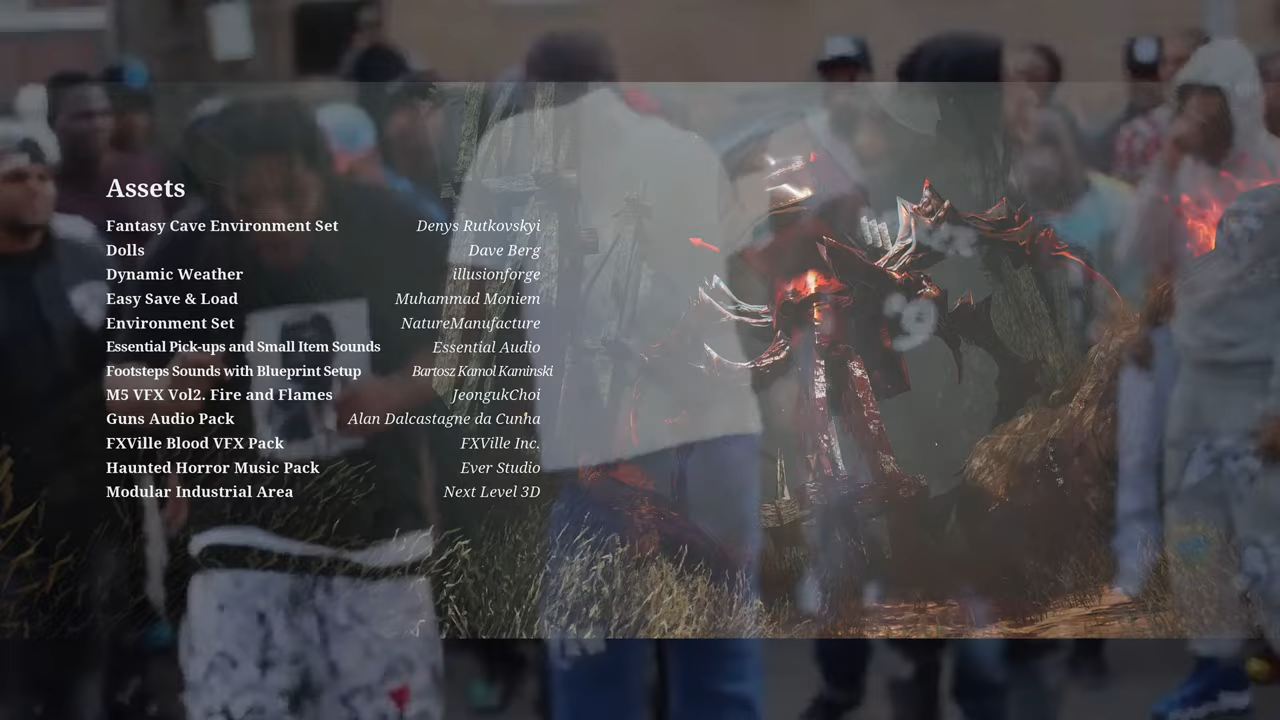 Assets
Fantasy Cave Environment Set Denys Rutkovskyi
Dolls Dave Berg
Dynamic Weather illusionforge
Easy Save & Load Muhammad Moniem
Environment Set NatureManufacture
Essential Pick-ups and Small Item Sounds Essential Audio
Footsteps Sounds with Blueprint Setup Bartosz Kamol Kaminski
M5 VFX Vol2. Fire and Flames JeongukChoi
Guns Audio Pack Alan Dalcastagne da Cunha
FXVille Blood VFX Pack FXVille Inc.
Haunted Horror Music Pack Ever Studio
Modular Industrial Area Next Level 3D